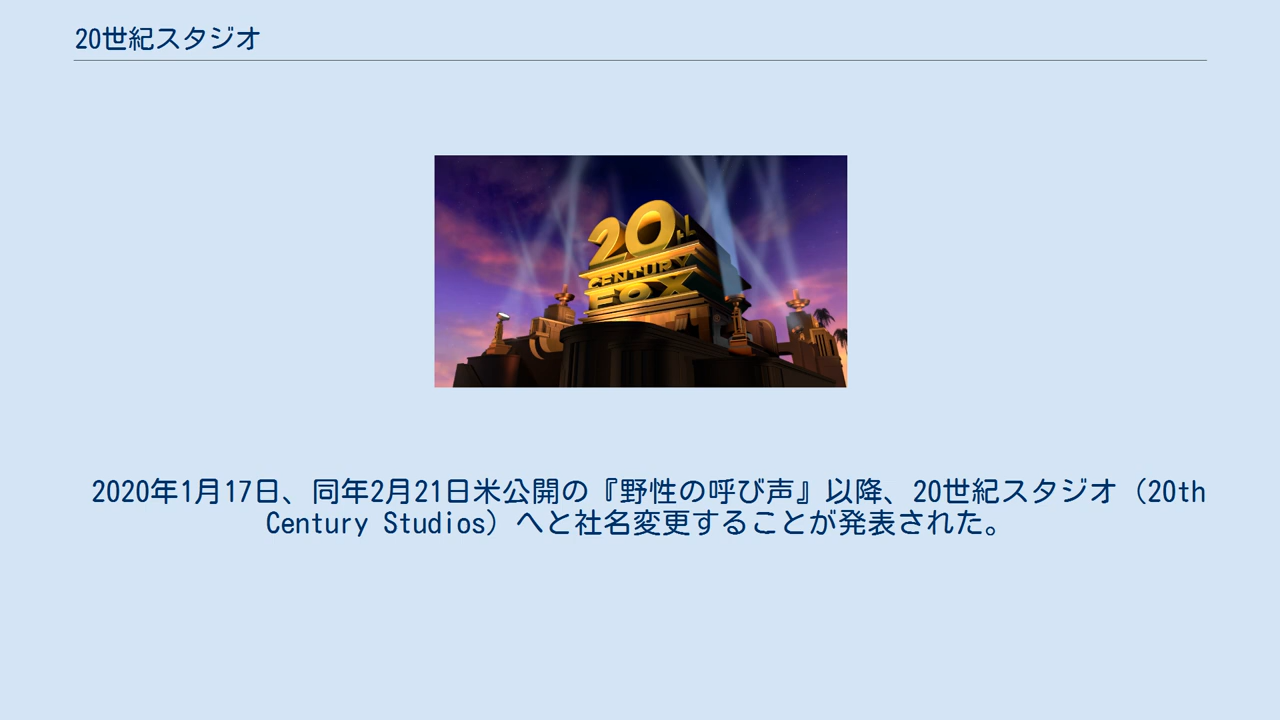 20世紀スタジオ
20th
CENTURY
FOX
2020年1月17日、同年2月21日米公開の『野性の呼び声』以降、20世紀スタジオ（20th
Century Studios）へと社名変更することが発表された。